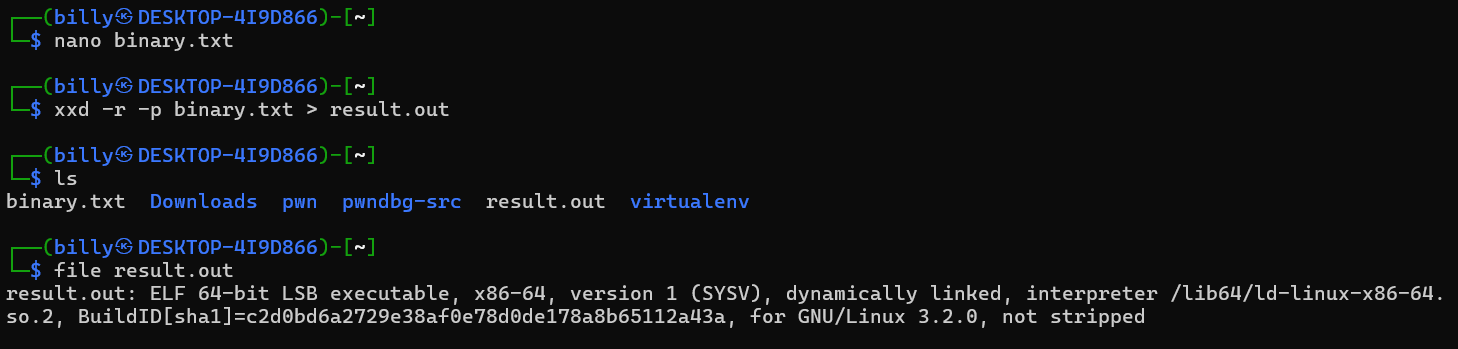 ┌──(billy㉿DESKTOP-4I9D866)-[~]
└─$ nano binary.txt
┌──(billy㉿DESKTOP-4I9D866)-[~]
└─$ xxd -r -p binary.txt > result.out
┌──(billy㉿DESKTOP-4I9D866)-[~]
└─$ ls
binary.txt  Downloads  pwn  pwndbg-src  result.out  virtualenv
┌──(billy㉿DESKTOP-4I9D866)-[~]
└─$ file result.out
result.out: ELF 64-bit LSB executable, x86-64, version 1 (SYSV), dynamically linked, interpreter /lib64/ld-linux-x86-64.
so.2, BuildID[sha1]=c2d0bd6a2729e38af0e78d0de178a8b65112a43a, for GNU/Linux 3.2.0, not stripped